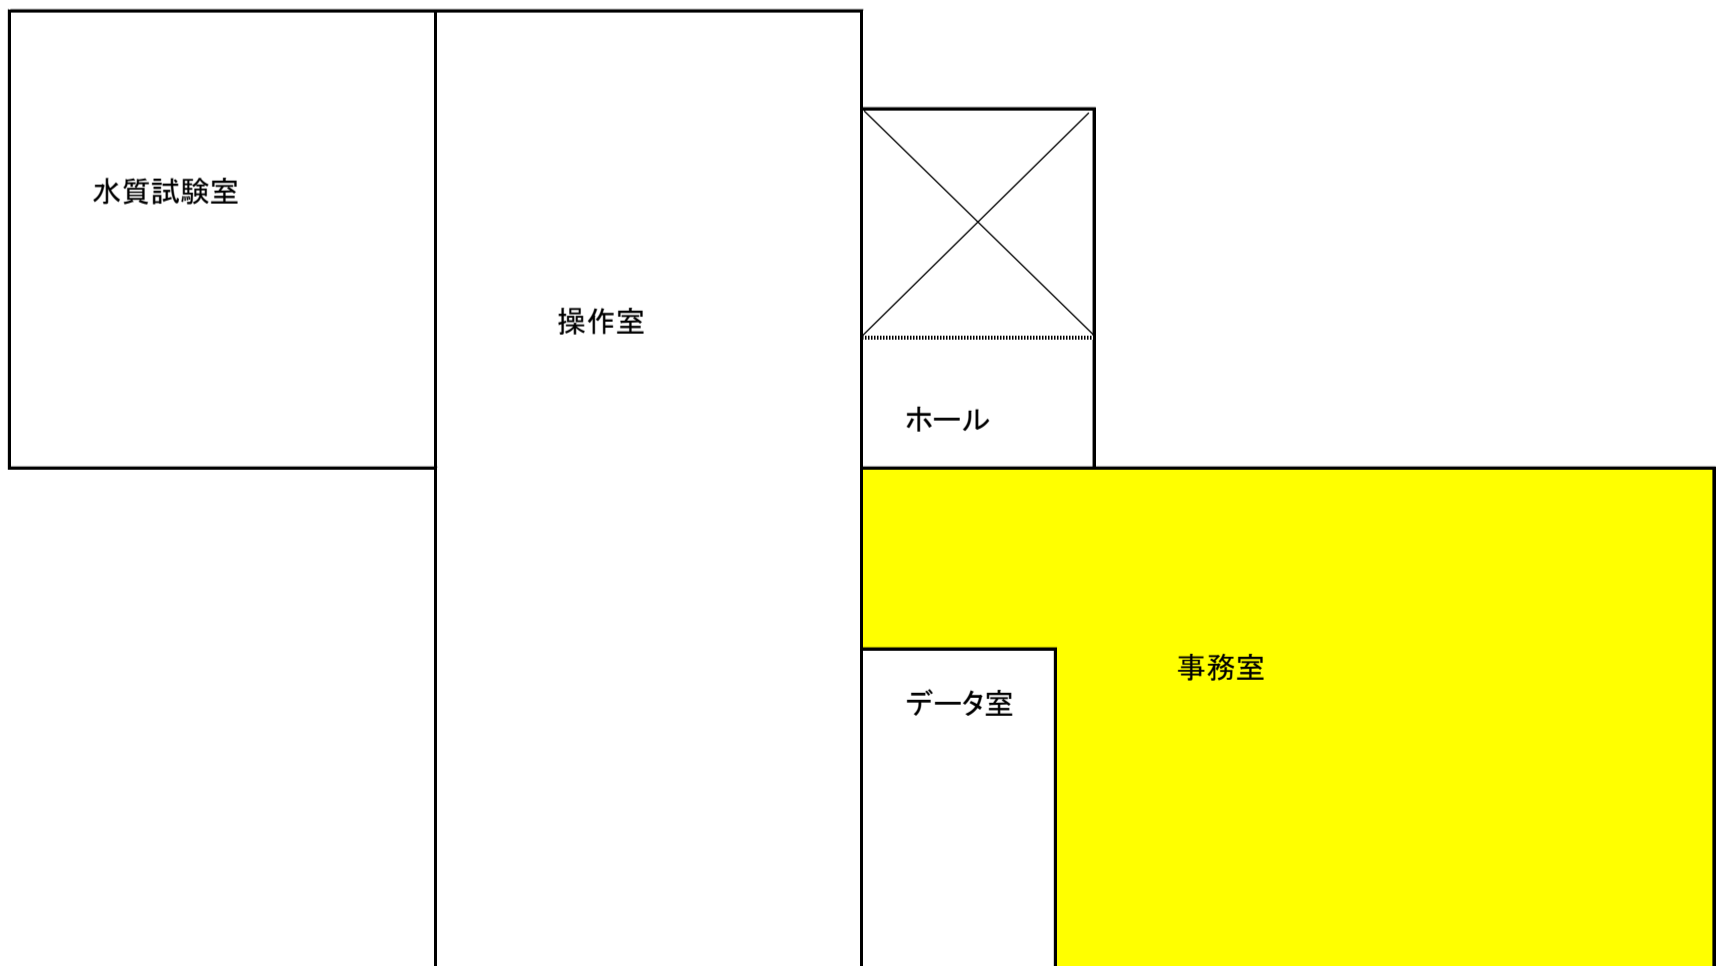 水質試験室
操作室
ホール
事務室
データ室